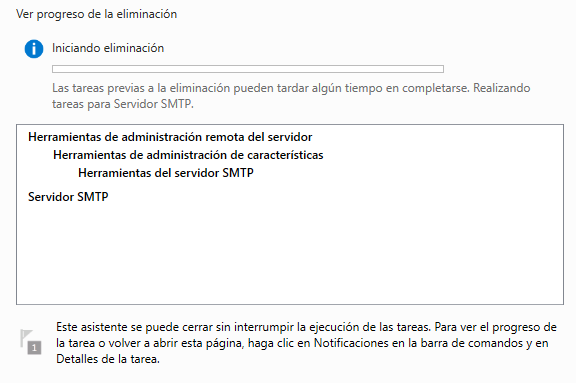 Ver progreso de la eliminación
Iniciando eliminación
Las tareas previas a la eliminación pueden tardar algún tiempo en completarse. Realizando
tareas para Servidor SMTP.
Herramientas de administración remota del servidor
Herramientas de administración de características
Herramientas del servidor SMTP
Servidor SMTP
Este asistente se puede cerrar sin interrumpir la ejecución de las tareas. Para ver el progreso de
la tarea o volver a abrir esta página, haga clic en Notificaciones en la barra de comandos y en
Detalles de la tarea.
1